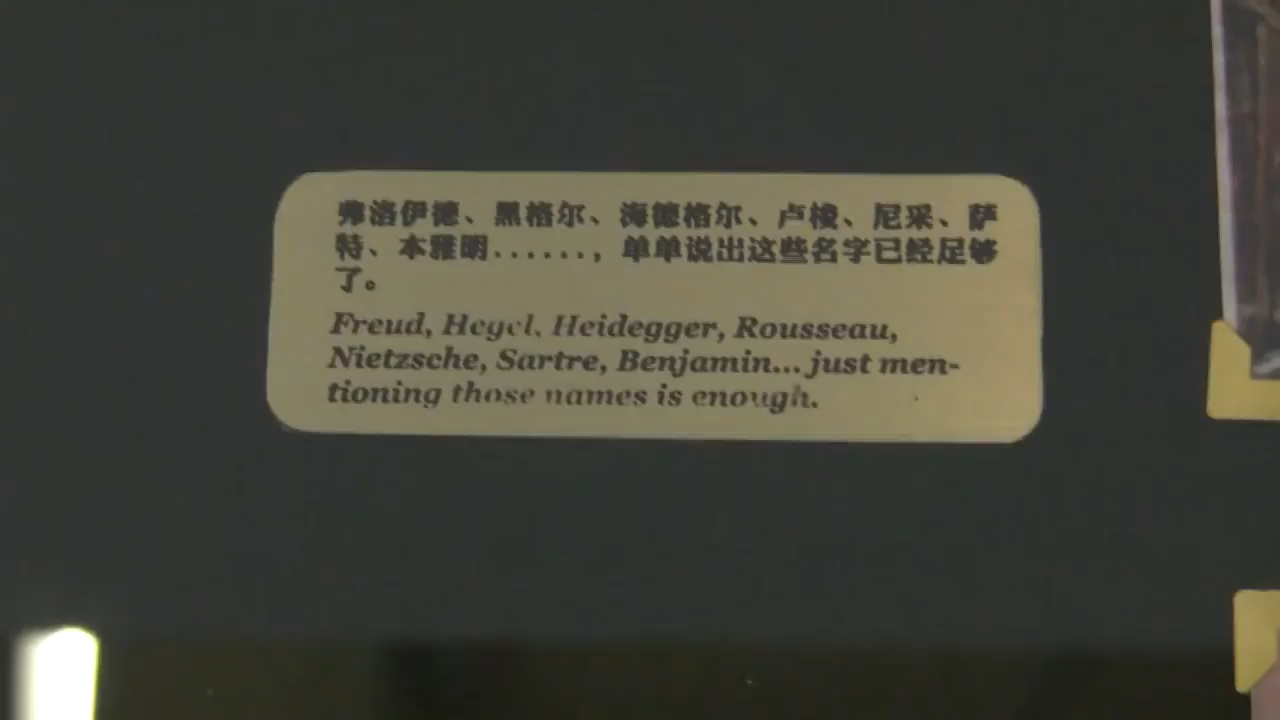 弗洛伊德、黑格尔、海德格尔、卢梭、尼采、萨
特、本雅明......，单单说出这些名字已经足够
了。
Freud, Hegel, Heidegger, Rousseau,
Nietzsche, Sartre, Benjamin... just men-
tioning those names is enough.